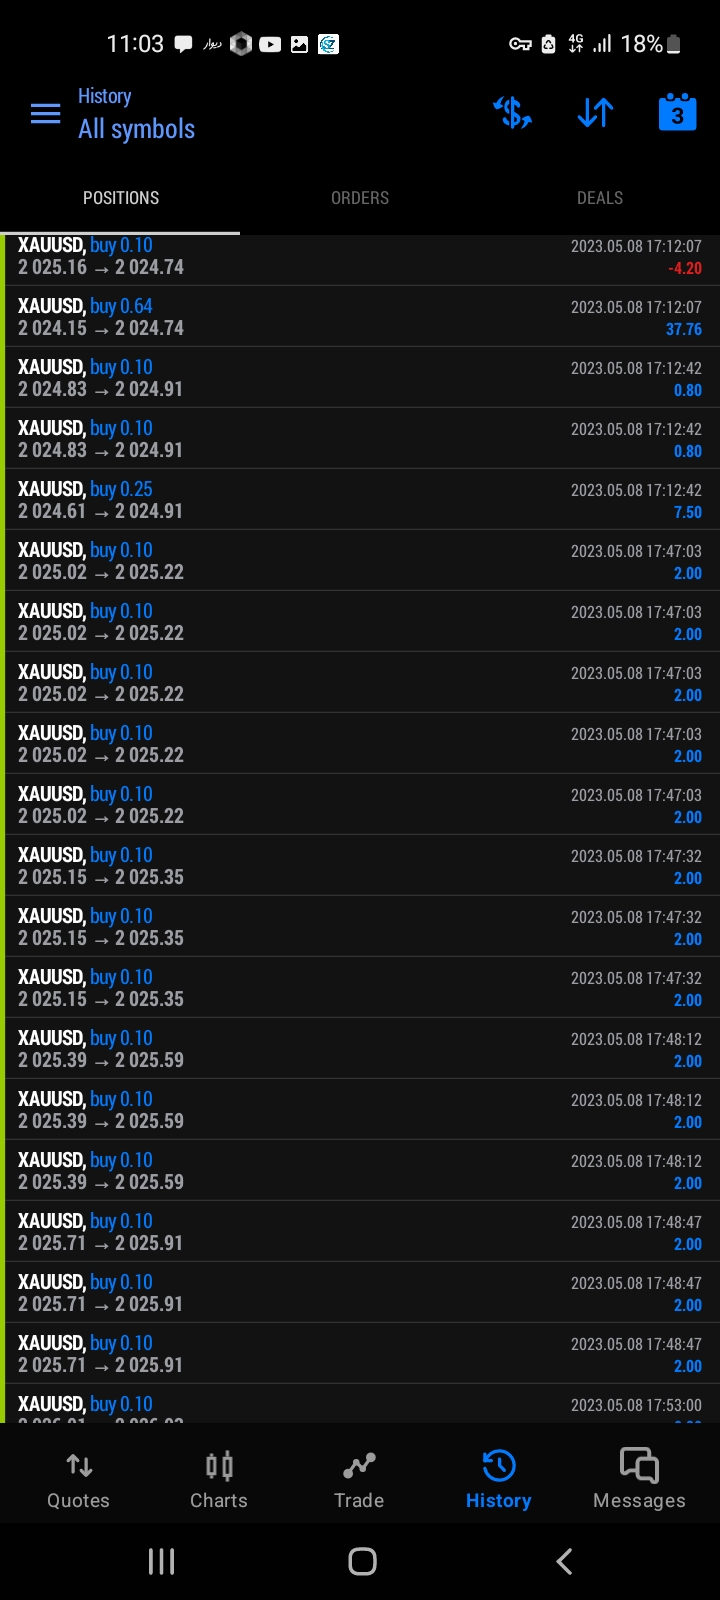 11:03 دیوار 4G 18%
History
All symbols
3
POSITIONS ORDERS DEALS
XAUUSD, buy 0.10 2023.05.08 17:12:07
2 025.16 → 2 024.74 -4.20
XAUUSD, buy 0.64 2023.05.08 17:12:07
2 024.15 → 2 024.74 37.76
XAUUSD, buy 0.10 2023.05.08 17:12:42
2 024.83 → 2 024.91 0.80
XAUUSD, buy 0.10 2023.05.08 17:12:42
2 024.83 → 2 024.91 0.80
XAUUSD, buy 0.25 2023.05.08 17:12:42
2 024.61 → 2 024.91 7.50
XAUUSD, buy 0.10 2023.05.08 17:47:03
2 025.02 → 2 025.22 2.00
XAUUSD, buy 0.10 2023.05.08 17:47:03
2 025.02 → 2 025.22 2.00
XAUUSD, buy 0.10 2023.05.08 17:47:03
2 025.02 → 2 025.22 2.00
XAUUSD, buy 0.10 2023.05.08 17:47:03
2 025.02 → 2 025.22 2.00
XAUUSD, buy 0.10 2023.05.08 17:47:03
2 025.02 → 2 025.22 2.00
XAUUSD, buy 0.10 2023.05.08 17:47:32
2 025.15 → 2 025.35 2.00
XAUUSD, buy 0.10 2023.05.08 17:47:32
2 025.15 → 2 025.35 2.00
XAUUSD, buy 0.10 2023.05.08 17:47:32
2 025.15 → 2 025.35 2.00
XAUUSD, buy 0.10 2023.05.08 17:48:12
2 025.39 → 2 025.59 2.00
XAUUSD, buy 0.10 2023.05.08 17:48:12
2 025.39 → 2 025.59 2.00
XAUUSD, buy 0.10 2023.05.08 17:48:12
2 025.39 → 2 025.59 2.00
XAUUSD, buy 0.10 2023.05.08 17:48:47
2 025.71 → 2 025.91 2.00
XAUUSD, buy 0.10 2023.05.08 17:48:47
2 025.71 → 2 025.91 2.00
XAUUSD, buy 0.10 2023.05.08 17:48:47
2 025.71 → 2 025.91 2.00
XAUUSD, buy 0.10 2023.05.08 17:53:00
Quotes Charts Trade History Messages